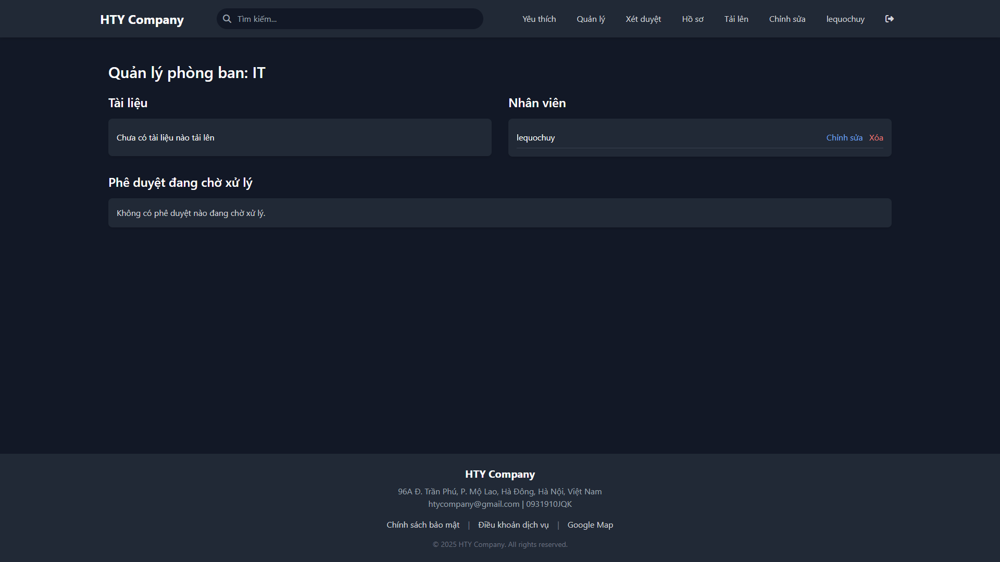 HTY Company
Tìm kiếm...
Yêu thích
Quản lý
Xét duyệt
Hồ sơ
Tải lên
Chỉnh sửa
lequochuy
Quản lý phòng ban: IT
Tài liệu
Chưa có tài liệu nào tải lên
Nhân viên
lequochuy Chỉnh sửa Xóa
Phê duyệt đang chờ xử lý
Không có phê duyệt nào đang chờ xử lý.
HTY Company
96A Đ. Trần Phú, P. Mộ Lao, Hà Đông, Hà Nội, Việt Nam
htycompany@gmail.com | 0931910JQK
Chính sách bảo mật | Điều khoản dịch vụ | Google Map
© 2025 HTY Company. All rights reserved.